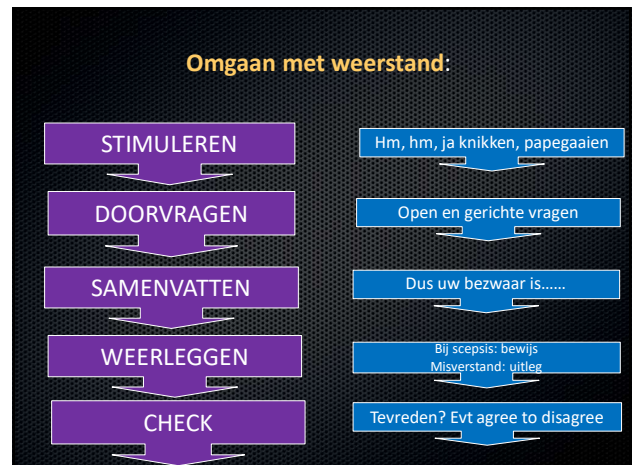 Omgaan met weerstand:
STIMULEREN
Hm, hm, ja knikken, papegaaien
DOORVRAGEN
Open en gerichte vragen
SAMENVATTEN
Dus uw bezwaar is......
WEERLEGGEN
Bij scepsis: bewijs
Misverstand: uitleg
CHECK
Tevreden? Evt agree to disagree